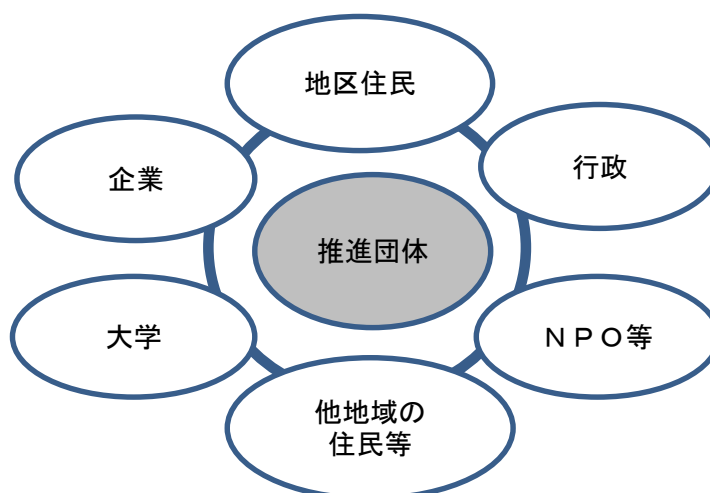 地区住民
企業
行政
推進団体
大学
ＮＰＯ等
他地域の
住民等